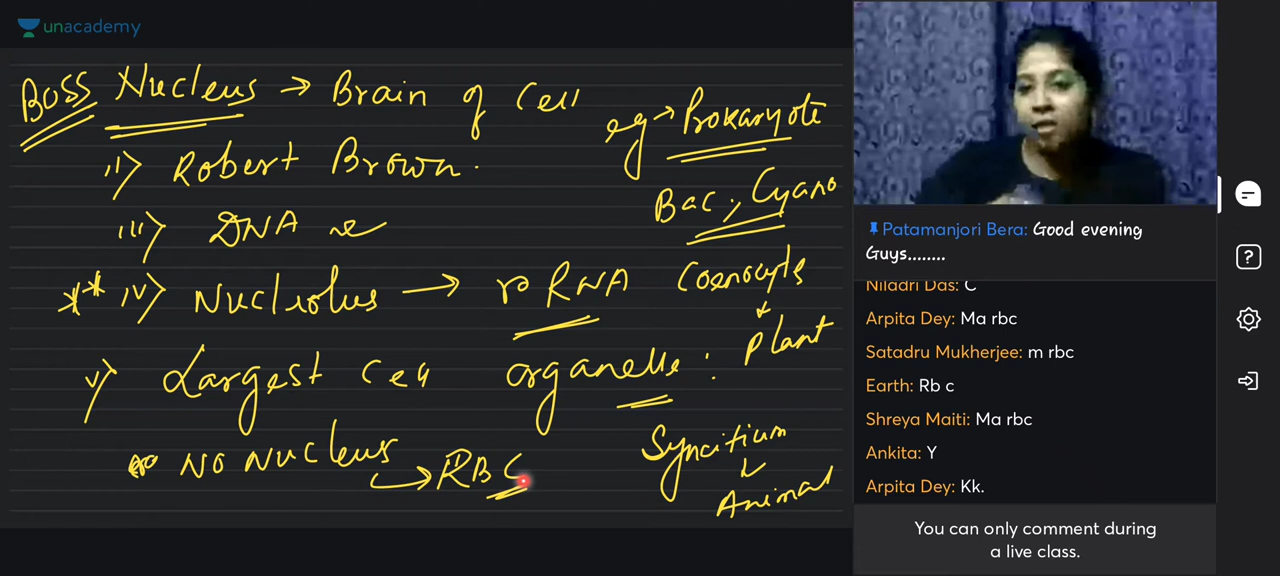 unacademy
BOSS Nucleus → Brain of Cell
ii) Robert Brown.
iii) DNA
** iv) Nucleolus → rRNA
v) Largest Cell organelle :
No Nucleus
→ RBC
eg → Prokaryote
Bac, Cyano
Coenocyte
↓
Plant
Syncitium
↓
Animal
Patamanjori Bera: Good evening
Guys........
Niladri Das: C
Arpita Dey: Ma rbc
Satadru Mukherjee: m rbc
Earth: Rb c
Shreya Maiti: Ma rbc
Ankita: Y
Arpita Dey: Kk.
You can only comment during
a live class.